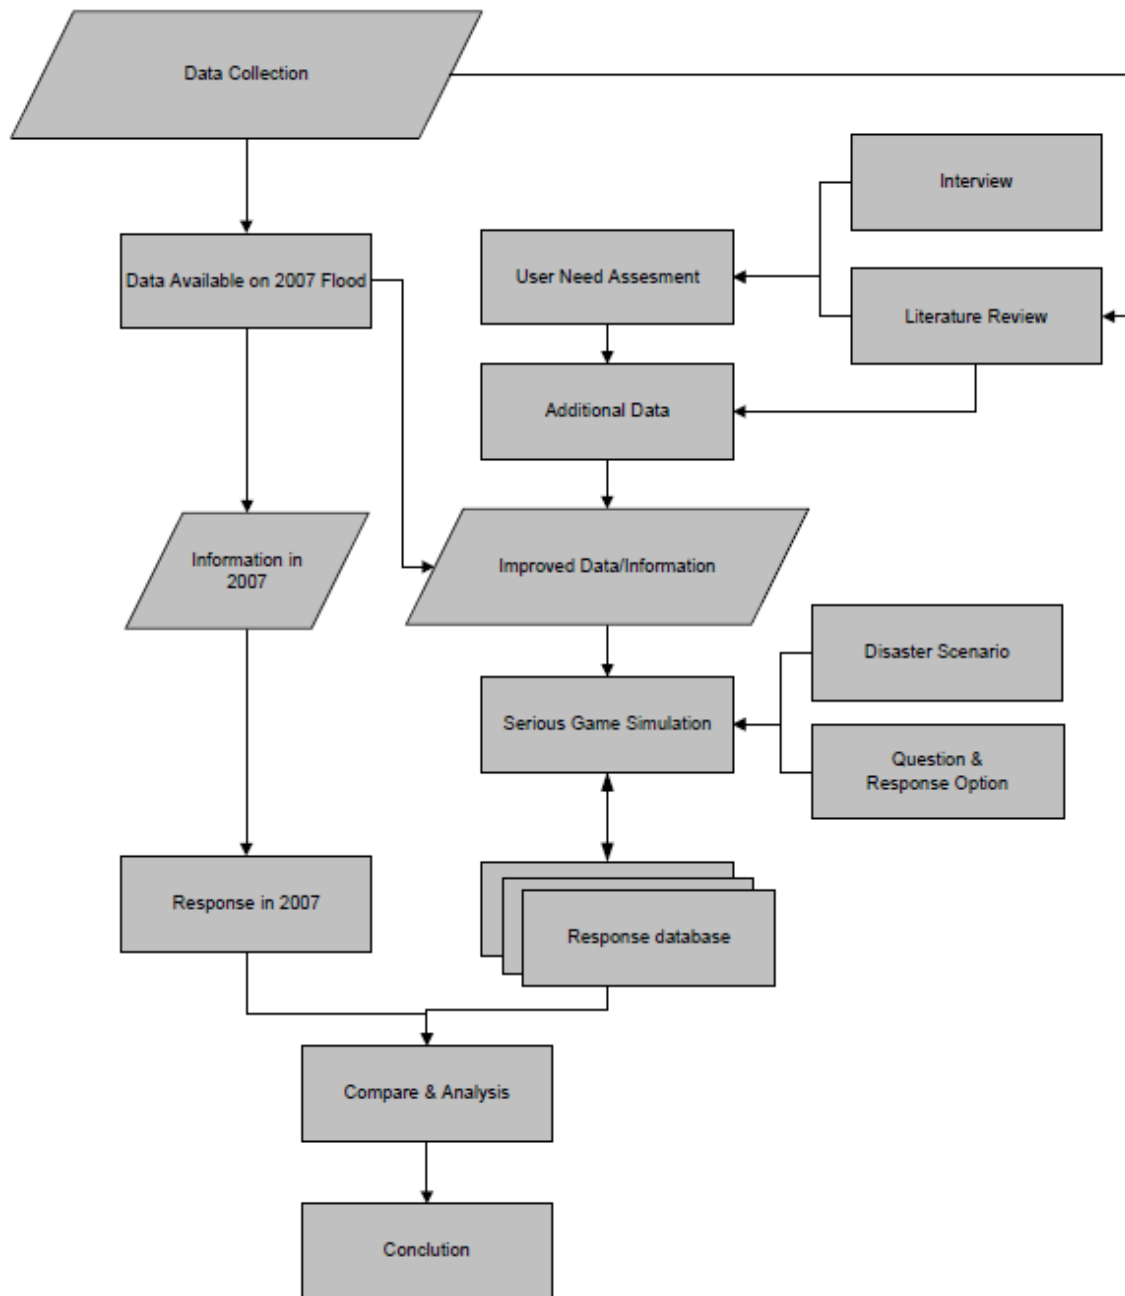 Data Collection
Interview
Data Available on 2007 Flood
User Need Assesment
Literature Review
Additional Data
Information in
2007
Improved Data/Information
Disaster Scenario
Serious Game Simulation
Question &
Response Option
Response in 2007
Response database
Compare & Analysis
Conclution